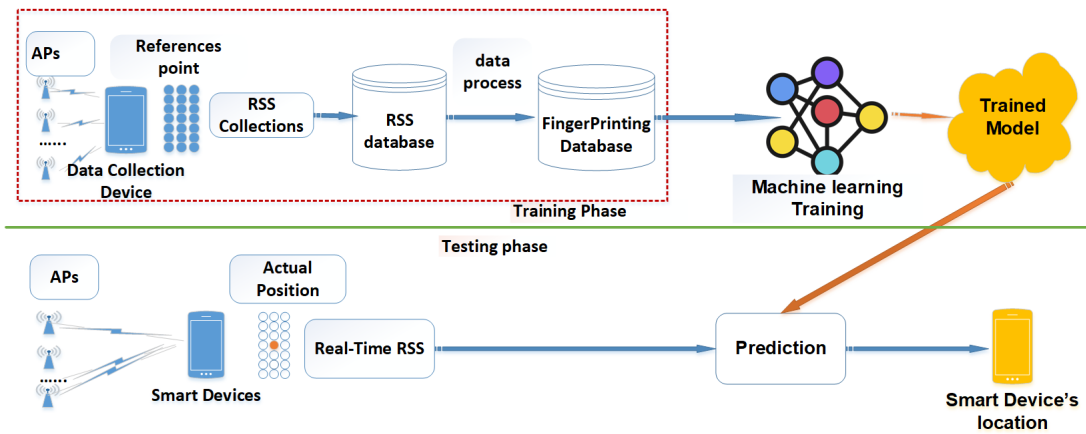 APs
References
point
Data Collection
Device
RSS
Collections
RSS
database
data
process
FingerPrinting
Database
Machine learning
Training
Trained
Model
Training Phase
Testing phase
APs
......
Smart Devices
Actual
Position
Real-Time RSS
Prediction
Smart Device's
location
......